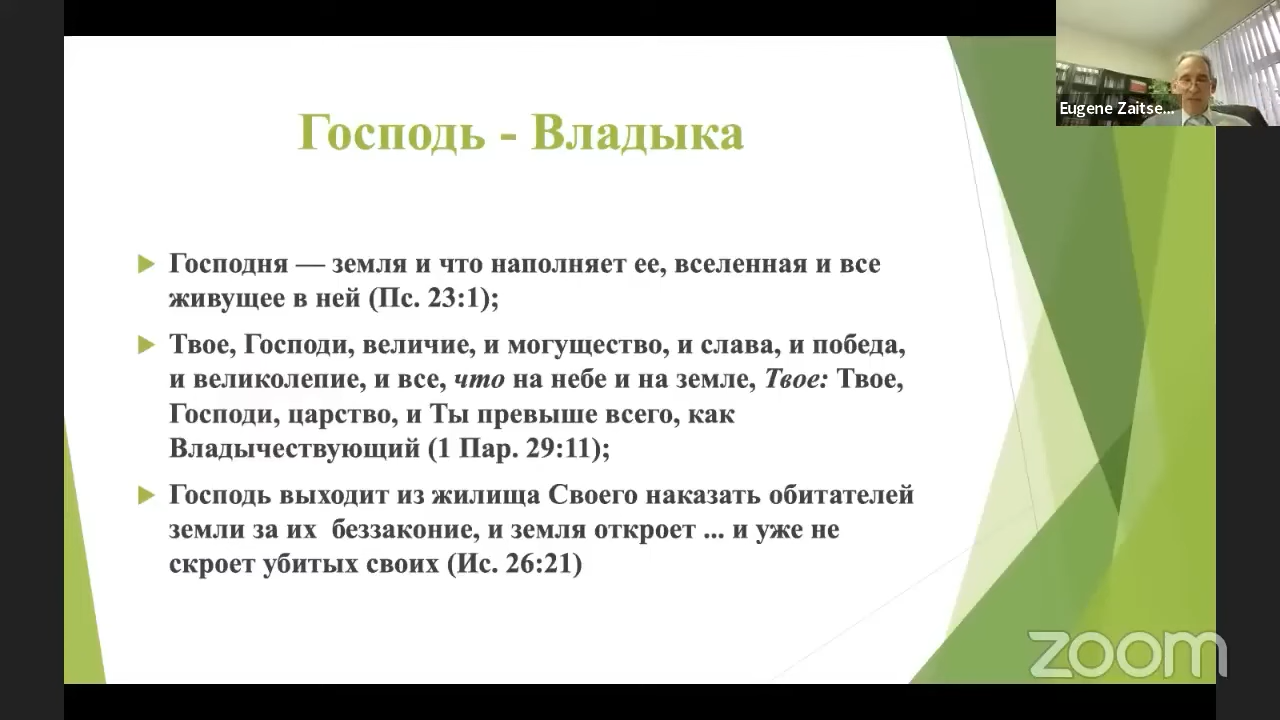 Господь - Владыка
Господня — земля и что наполняет ее, вселенная и все
живущее в ней (Пс. 23:1);
Твое, Господи, величие, и могущество, и слава, и победа,
и великолепие, и все, что на небе и на земле, Твое: Твое,
Господи, царство, и Ты превыше всего, как
Владычествующий (1 Пар. 29:11);
Господь выходит из жилища Своего наказать обитателей
земли за их беззаконие, и земля откроет ... и уже не
скроет убитых своих (Ис. 26:21)
Eugene Zaitse...
zoom